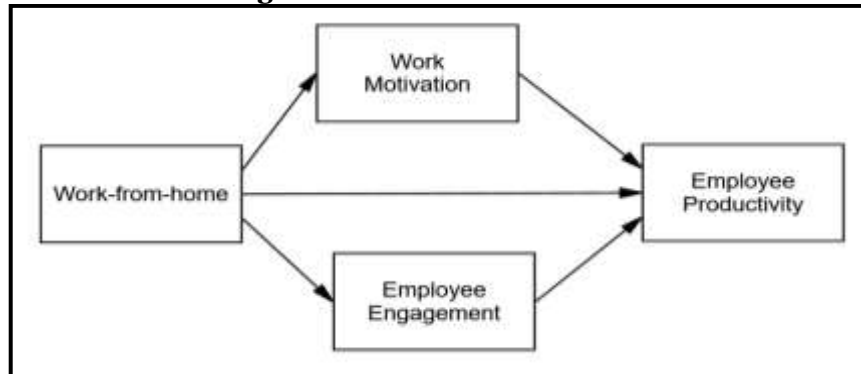 Work
Motivation
Work-from-home
Employee
Productivity
Employee
Engagement